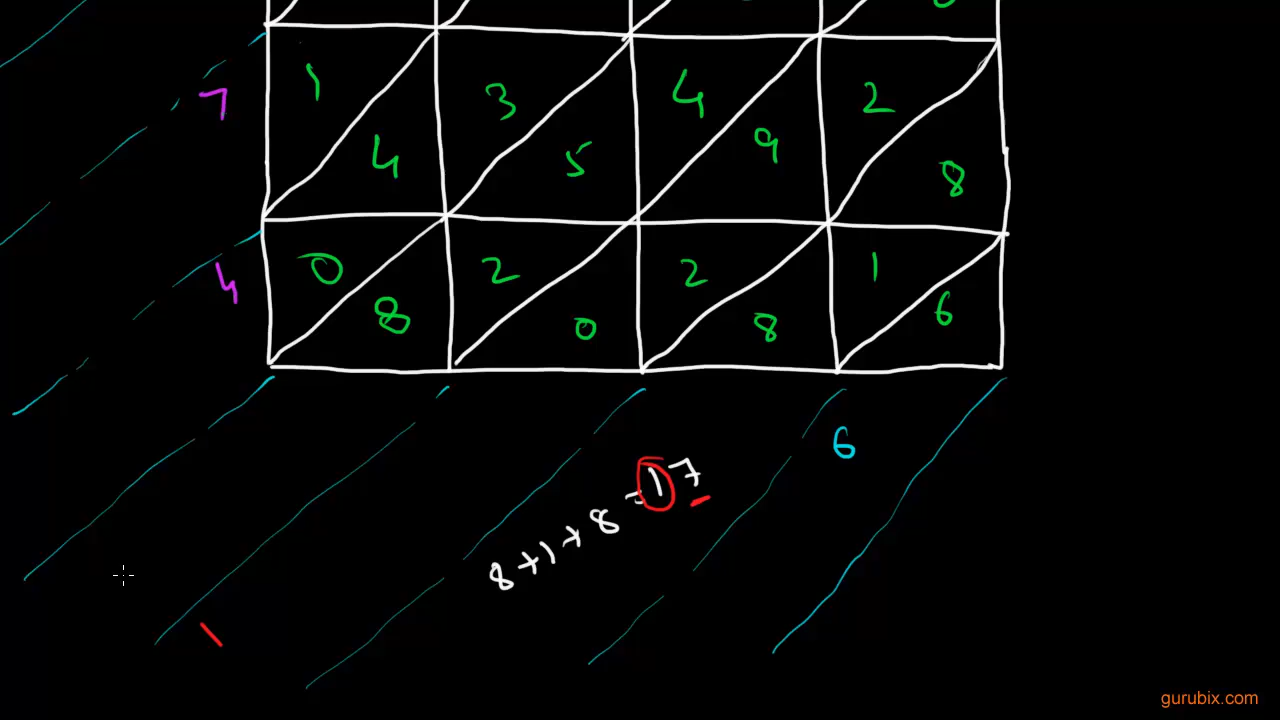 7 1 4 3 5 4 9 2 8
4 0 8 2 0 2 8 1 6
6
8+1+8=17
gurubix.com